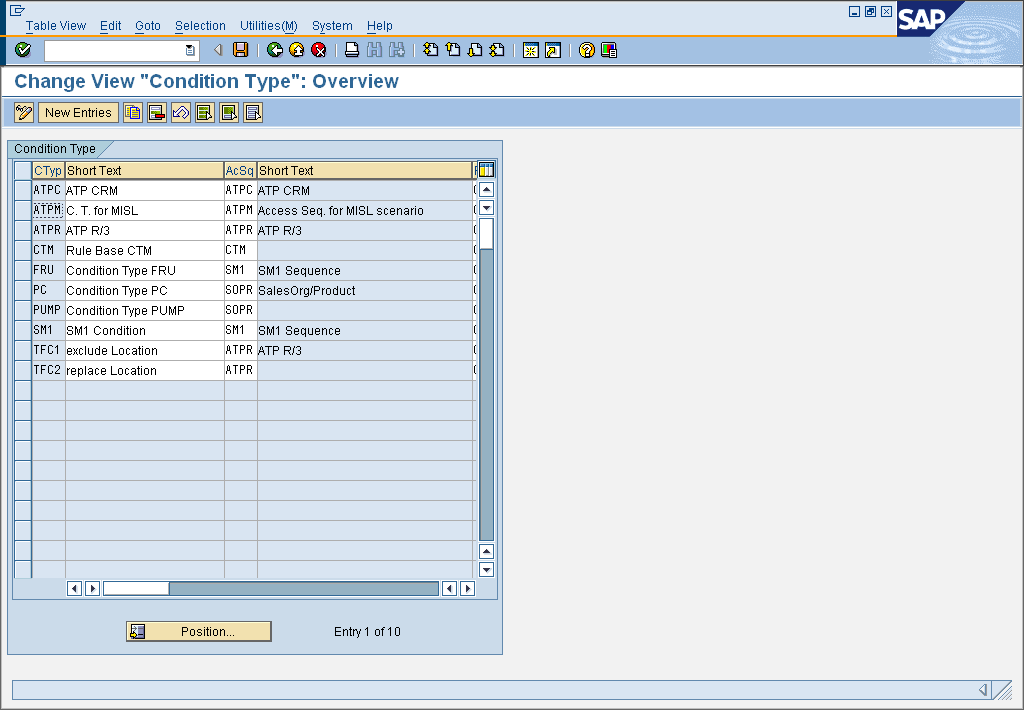 Table View Edit Goto Selection Utilities(M) System Help
SAP
Change View "Condition Type": Overview
New Entries
Condition Type
CTyp Short Text AcSq Short Text
ATPC ATP CRM ATPC ATP CRM
ATPM C. T. for MISL ATPM Access Seq. for MISL scenario
ATPR ATP R/3 ATPR ATP R/3
CTM Rule Base CTM CTM
FRU Condition Type FRU SM1 SM1 Sequence
PC Condition Type PC SOPR SalesOrg/Product
PUMP Condition Type PUMP SOPR
SM1 SM1 Condition SM1 SM1 Sequence
TFC1 exclude Location ATPR ATP R/3
TFC2 replace Location ATPR
Position... Entry 1 of 10